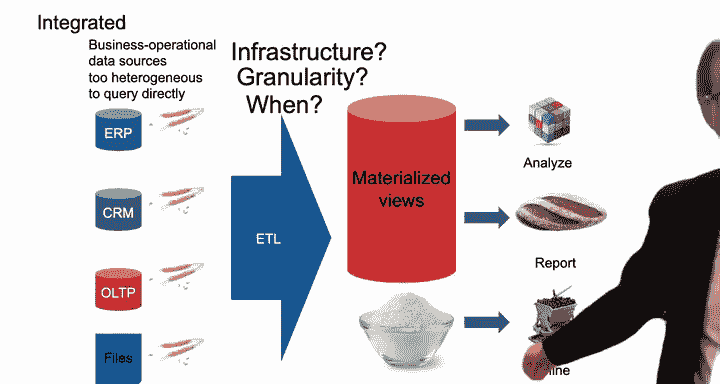 Integrated
Business-operational
data sources
too heterogeneous
to query directly
Infrastructure?
Granularity?
When?
ERP
CRM
OLTP
Files
ETL
Materialized
views
Analyze
Report